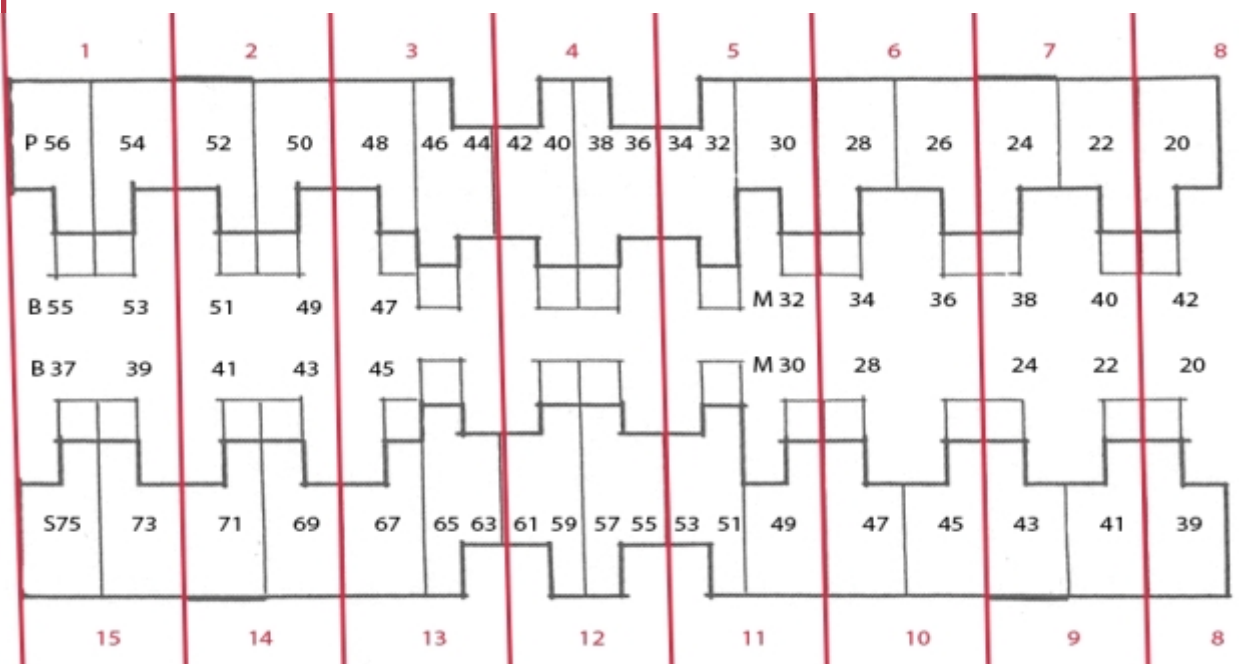 1 2 3 4 5 6 7 8
P 56 54 52 50 48 46 44 42 40 38 36 34 32 30 28 26 24 22 20
B 55 53 51 49 47 M 32 34 36 38 40 42
B 37 39 41 43 45 M 30 28 24 22 20
S75 73 71 69 67 65 63 61 59 57 55 53 51 49 47 45 43 41 39
15 14 13 12 11 10 9 8